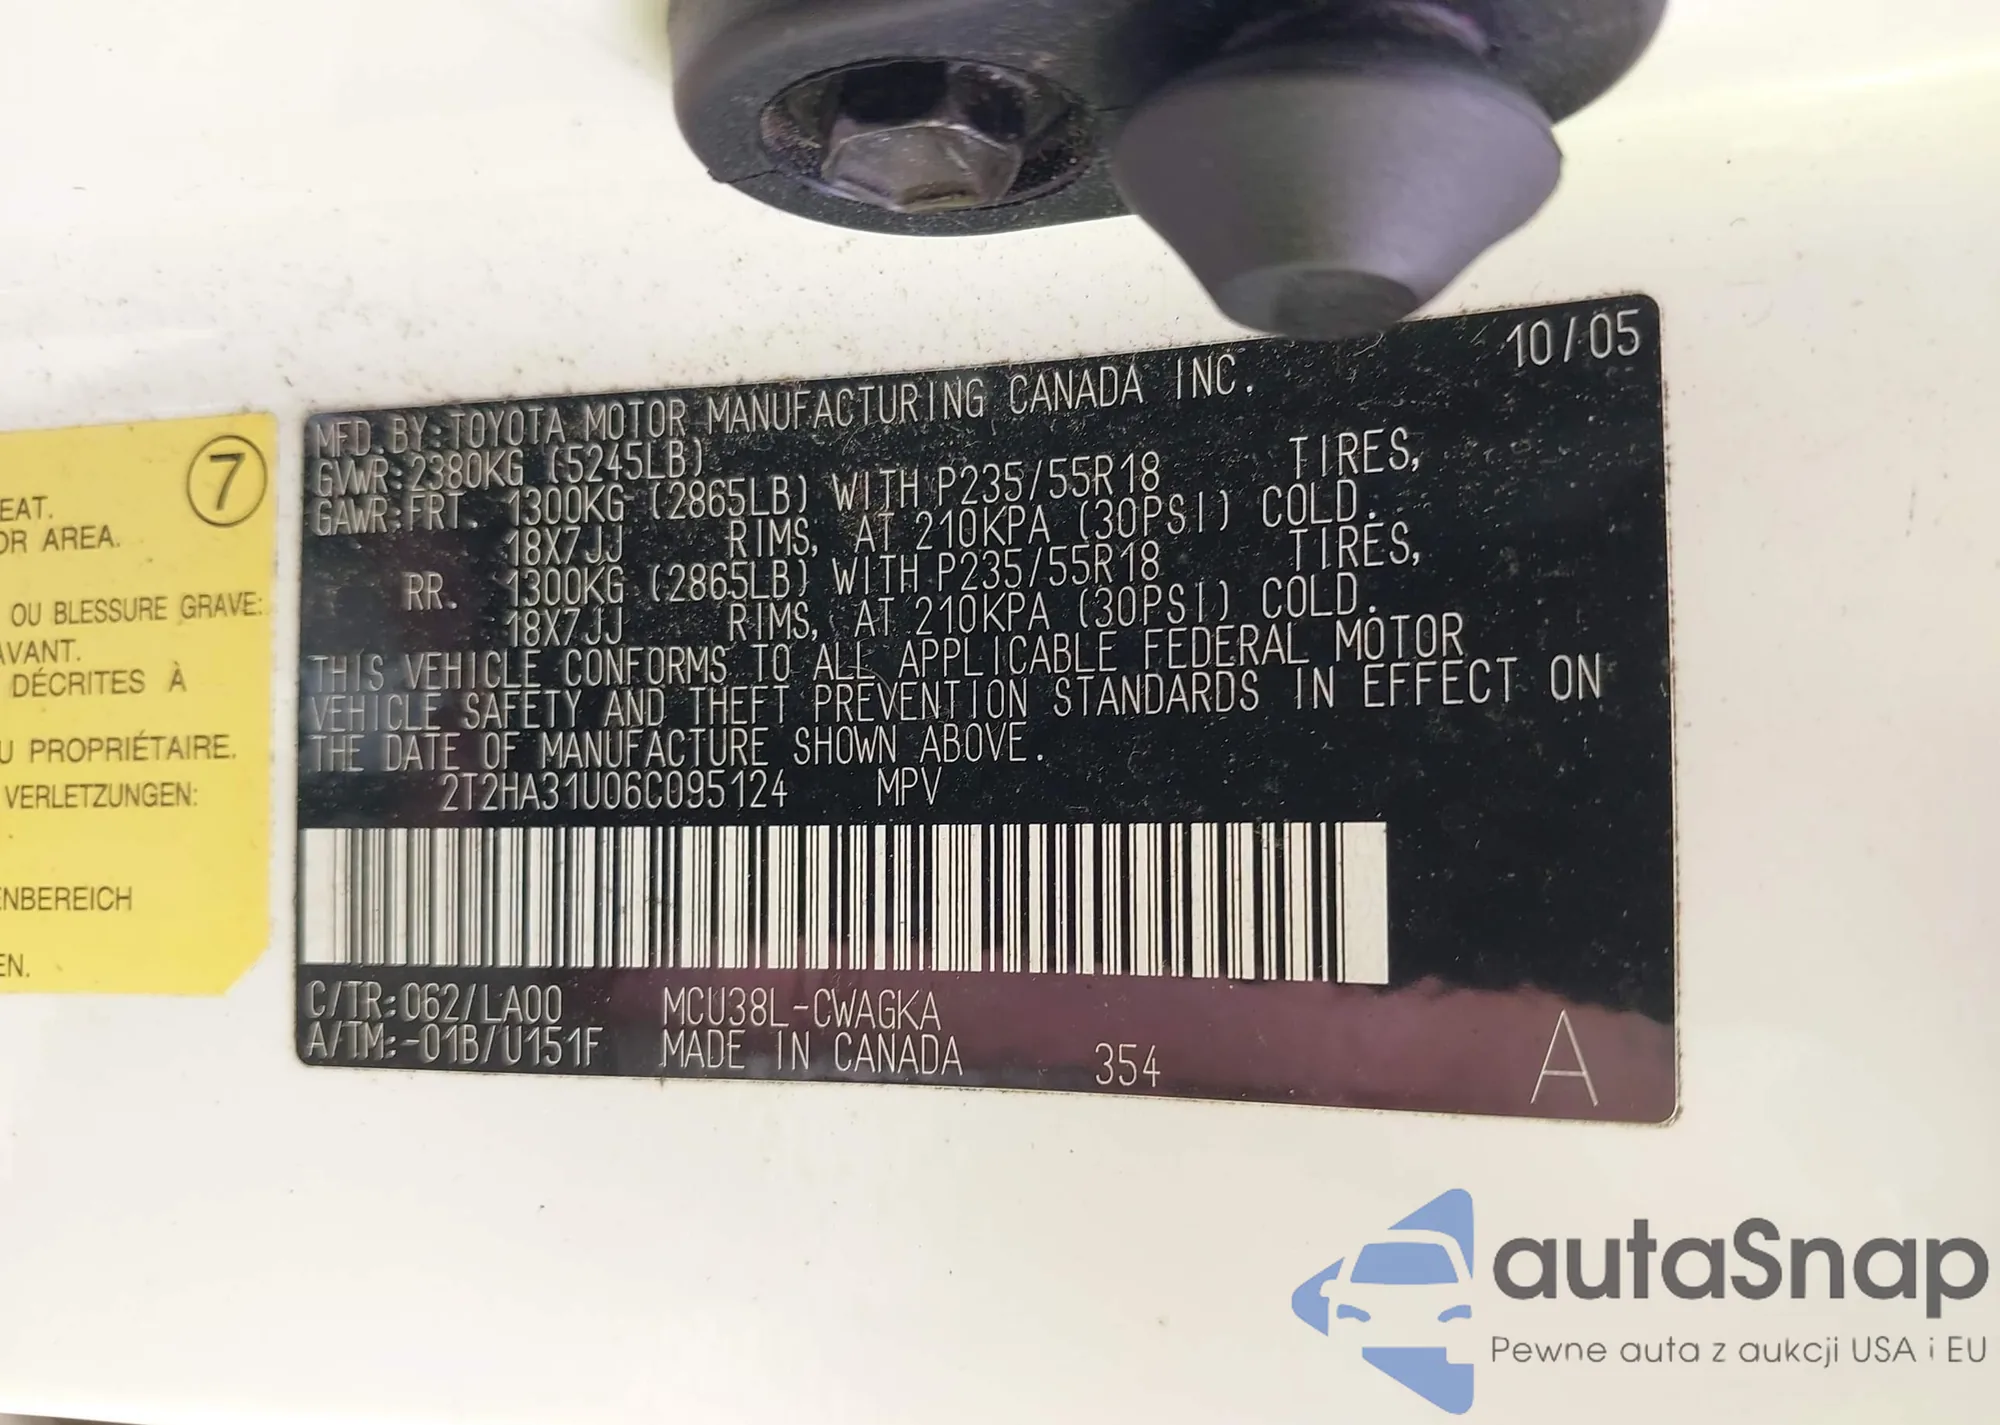 7
EAT.
OR AREA.
OU BLESSURE GRAVE:
AVANT.
DÉCRITES À
U PROPRIÉTAIRE.
VERLETZUNGEN:
ENBEREICH
EN.
10/05
MFD. BY:TOYOTA MOTOR MANUFACTURING CANADA INC.
GVWR:2380KG (5245LB)
GAWR:FRT. 1300KG (2865LB) WITH P235/55R18 TIRES,
18X7JJ RIMS, AT 210KPA (30PSI) COLD.
RR. 1300KG (2865LB) WITH P235/55R18 TIRES,
18X7JJ RIMS, AT 210KPA (30PSI) COLD.
THIS VEHICLE CONFORMS TO ALL APPLICABLE FEDERAL MOTOR
VEHICLE SAFETY AND THEFT PREVENTION STANDARDS IN EFFECT ON
THE DATE OF MANUFACTURE SHOWN ABOVE.
2T2HA31U06C095124 MPV
C/TR:062/LA00 MCU38L-CWAGKA
A/TM:-01B/U151F MADE IN CANADA 354 A
autaSnap
Pewne auta z aukcji USA i EU